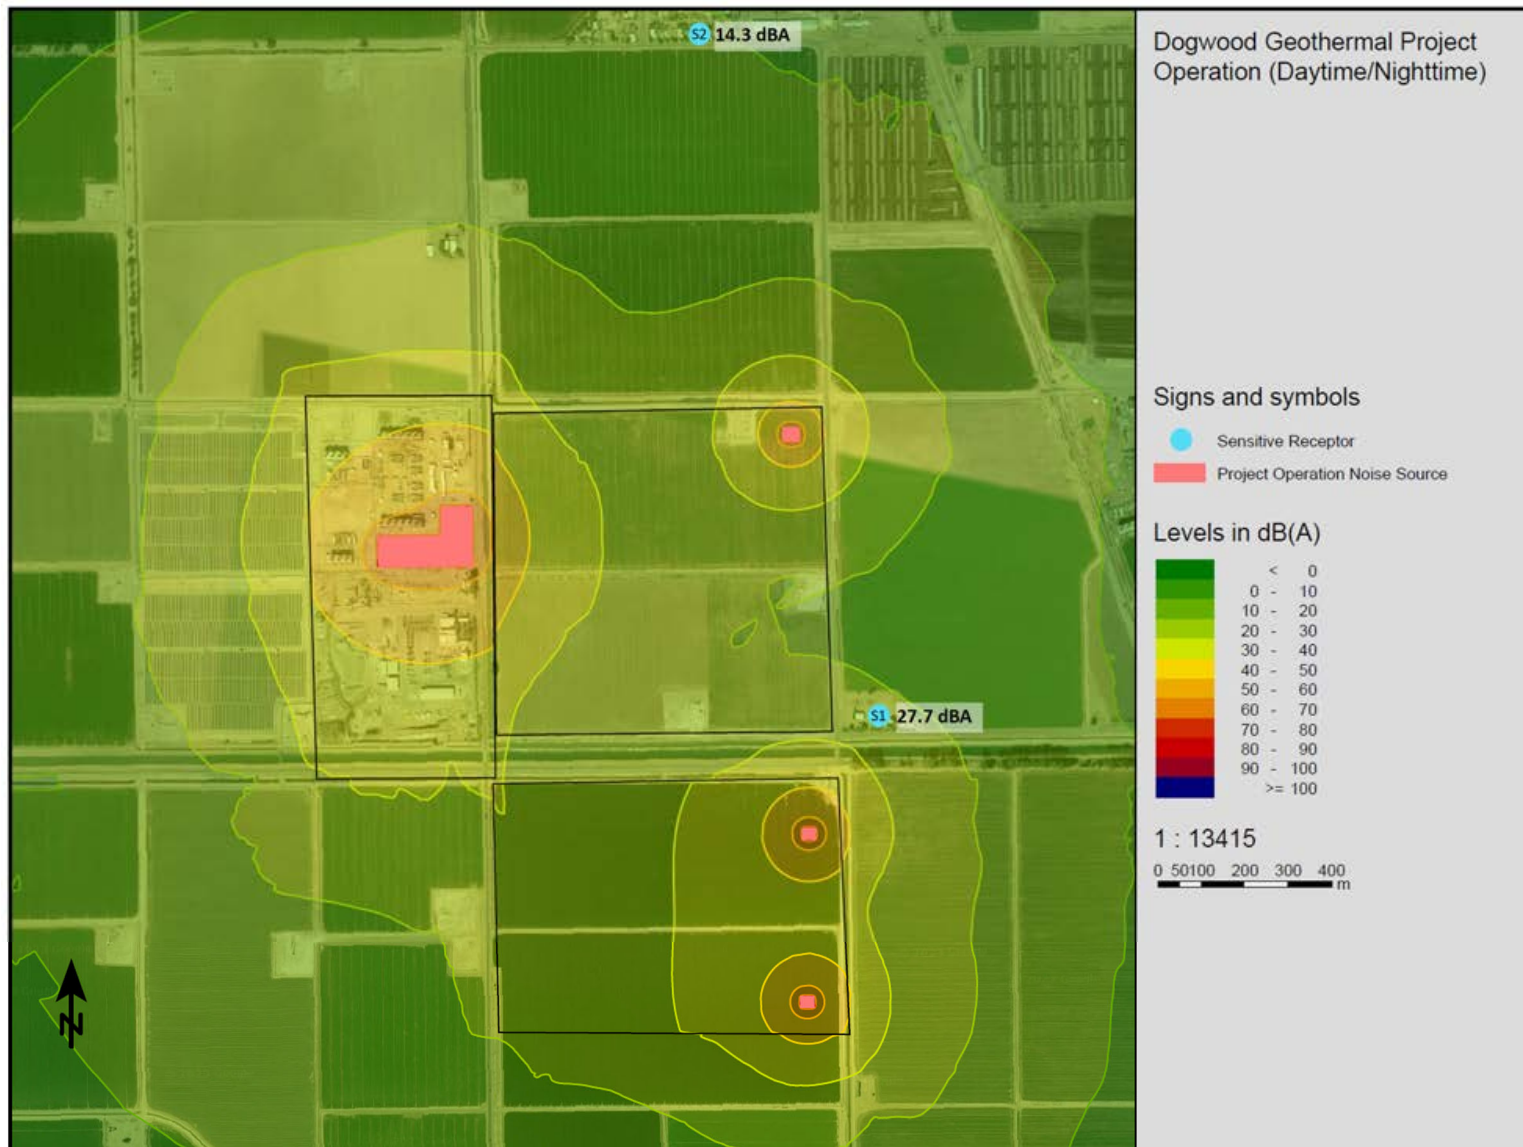 S2 14.3 dBA
Dogwood Geothermal Project
Operation (Daytime/Nighttime)
Signs and symbols
Sensitive Receptor
Project Operation Noise Source
Levels in dB(A)
< 0
0 - 10
10 - 20
20 - 30
30 - 40
40 - 50
50 - 60
60 - 70
70 - 80
80 - 90
90 - 100
>= 100
S1 27.7 dBA
1 : 13415
0 50100 200 300 400
m
N